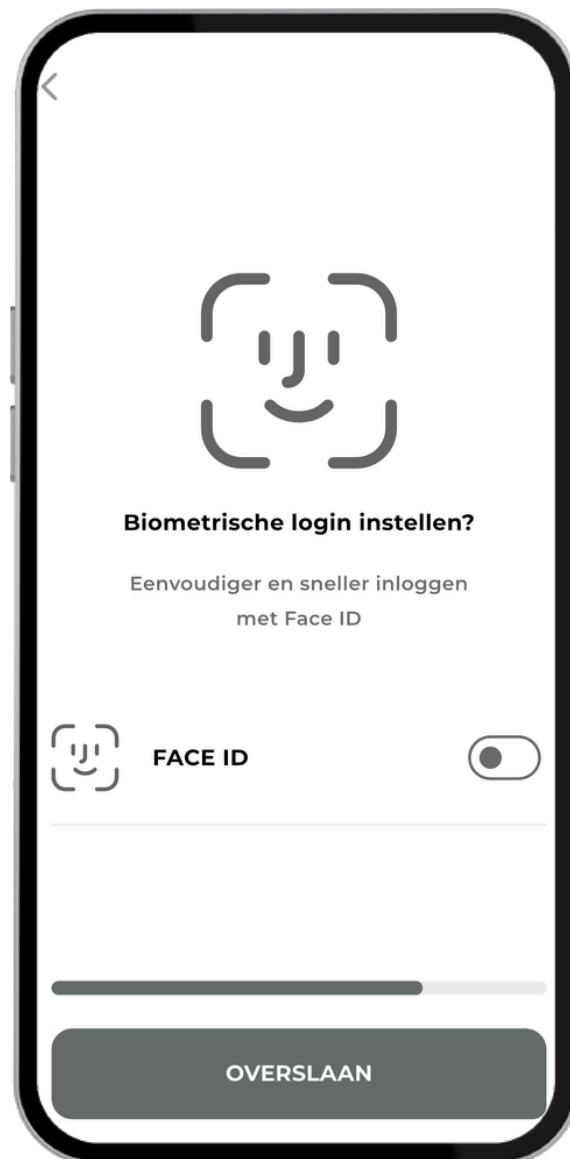 Biometrische login instellen?
Eenvoudiger en sneller inloggen
met Face ID
FACE ID
OVERSLAAN